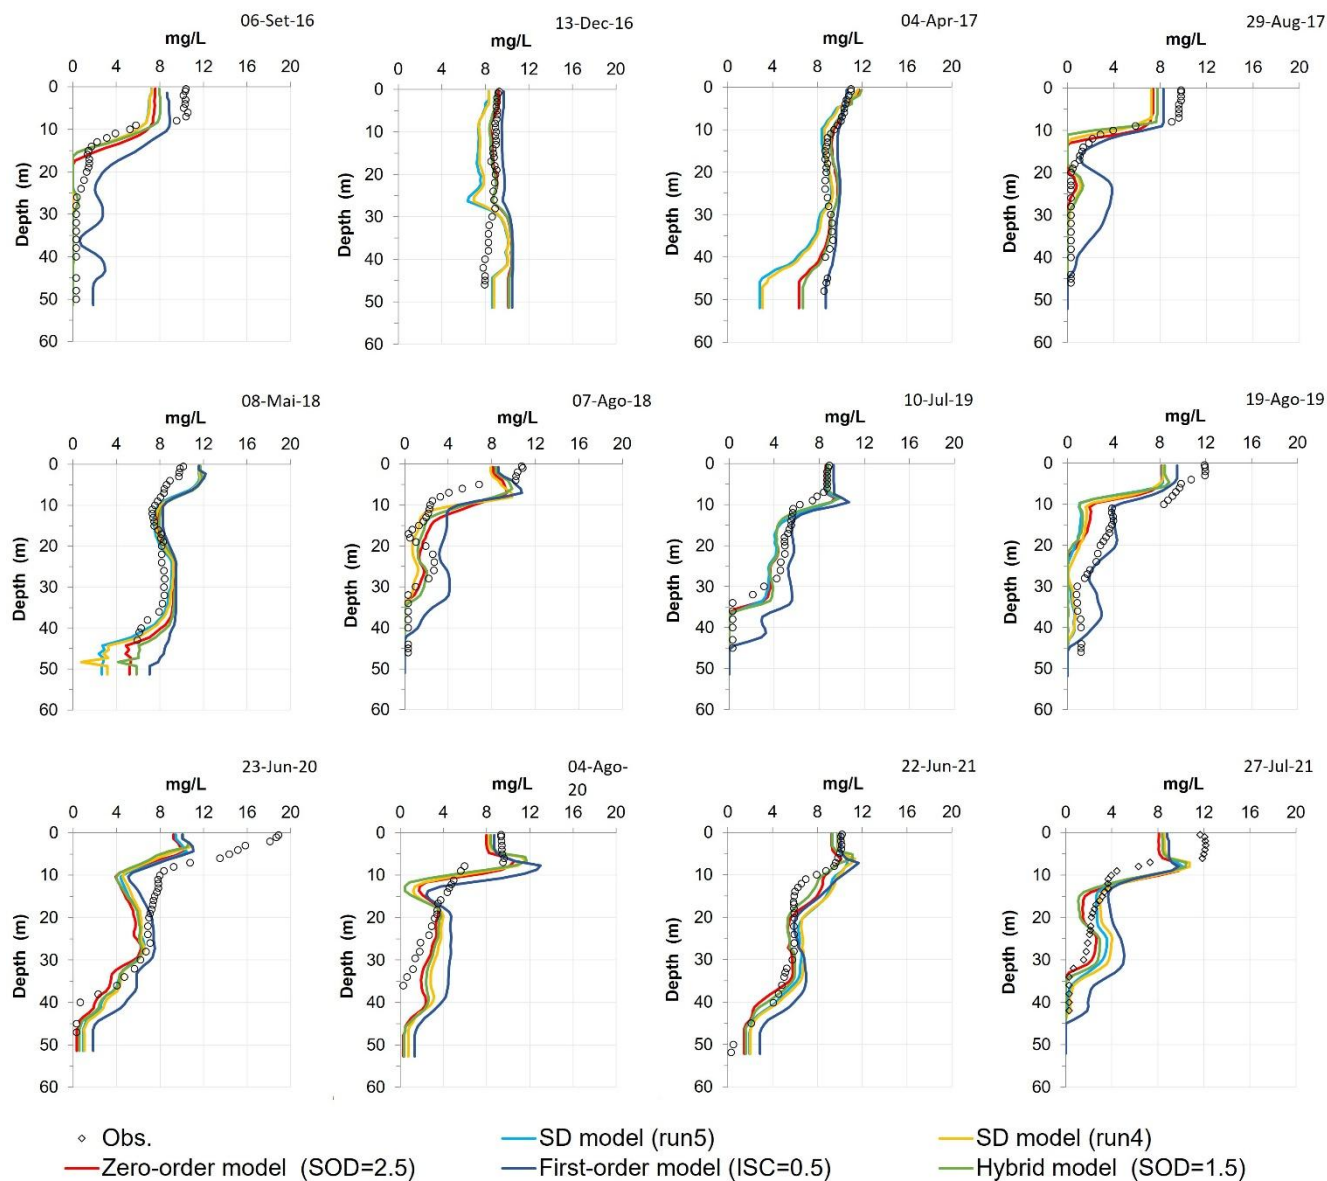 06-Set-16
mg/L
0 4 8 12 16 20
0
10
20
30
40
50
60
Depth (m)
13-Dec-16
mg/L
0 4 8 12 16 20
0
10
20
30
40
50
60
Depth (m)
04-Apr-17
mg/L
0 4 8 12 16 20
0
10
20
30
40
50
60
Depth (m)
29-Aug-17
mg/L
0 4 8 12 16 20
0
10
20
30
40
50
60
Depth (m)
08-Mai-18
mg/L
0 4 8 12 16 20
0
10
20
30
40
50
60
Depth (m)
07-Ago-18
mg/L
0 4 8 12 16 20
0
10
20
30
40
50
60
Depth (m)
10-Jul-19
mg/L
0 4 8 12 16 20
0
10
20
30
40
50
60
Depth (m)
19-Ago-19
mg/L
0 4 8 12 16 20
0
10
20
30
40
50
60
Depth (m)
23-Jun-20
mg/L
0 4 8 12 16 20
0
10
20
30
40
50
60
Depth (m)
04-Ago-
20
mg/L
0 4 8 12 16 20
0
10
20
30
40
50
60
Depth (m)
22-Jun-21
mg/L
0 4 8 12 16 20
0
10
20
30
40
50
60
Depth (m)
27-Jul-21
mg/L
0 4 8 12 16 20
0
10
20
30
40
50
60
Depth (m)
Obs.
SD model (run5)
SD model (run4)
Zero-order model (SOD=2.5)
First-order model (ISC=0.5)
Hybrid model (SOD=1.5)